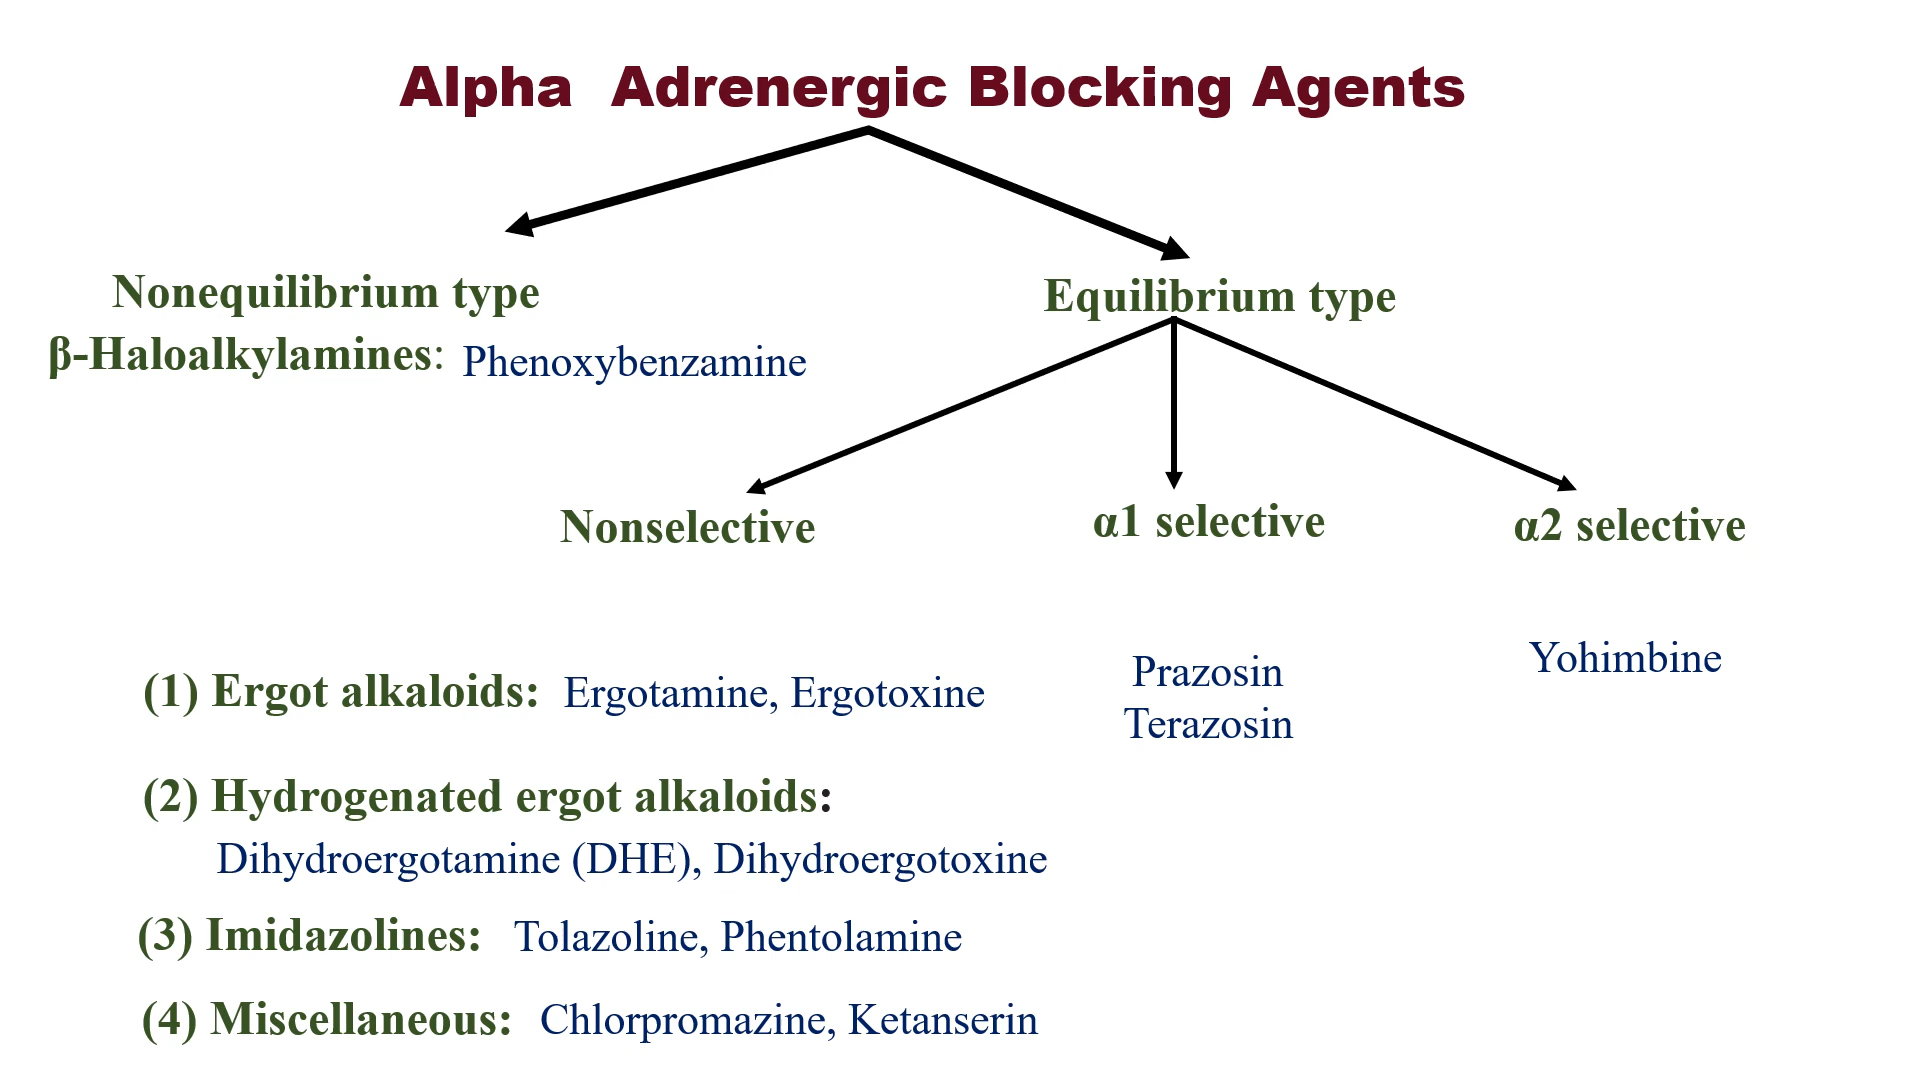 Alpha Adrenergic Blocking Agents
Nonequilibrium type
β-Haloalkylamines: Phenoxybenzamine
Equilibrium type
Nonselective
α1 selective
α2 selective
(1) Ergot alkaloids: Ergotamine, Ergotoxine
(2) Hydrogenated ergot alkaloids:
Dihydroergotamine (DHE), Dihydroergotoxine
(3) Imidazolines: Tolazoline, Phentolamine
(4) Miscellaneous: Chlorpromazine, Ketanserin
Prazosin
Terazosin
Yohimbine